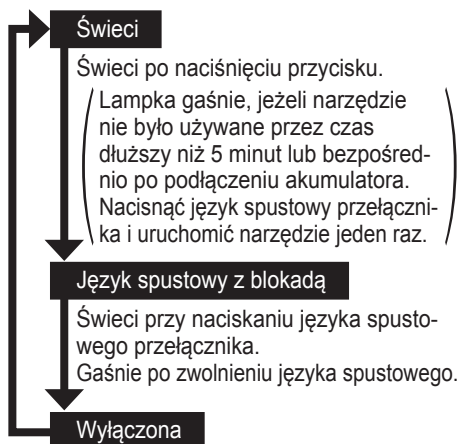 Świeci
Świeci po naciśnięciu przycisku.
Lampka gaśnie, jeżeli narzędzie
nie było używane przez czas
dłuższy niż 5 minut lub bezpośred-
nio po podłączeniu akumulatora.
Nacisnąć język spustowy przełączni-
ka i uruchomić narzędzie jeden raz.
Język spustowy z blokadą
Świeci przy naciskaniu języka spusto-
wego przełącznika.
Gaśnie po zwolnieniu języka spustowego.
Wyłączona